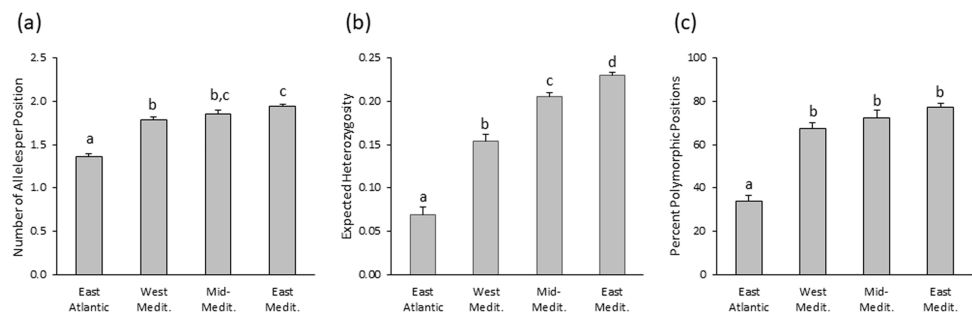 (a)
Number of Alleles per Position
2.5
2.0
1.5
1.0
0.5
0.0
a
b
b,c
c
East Atlantic
West Medit.
Mid- Medit.
East Medit.
(b)
Expected Heterozygosity
0.25
0.20
0.15
0.10
0.05
0.00
a
b
c
d
East Atlantic
West Medit.
Mid- Medit.
East Medit.
(c)
Percent Polymorphic Positions
100
80
60
40
20
0
a
b
b
b
East Atlantic
West Medit.
Mid- Medit.
East Medit.